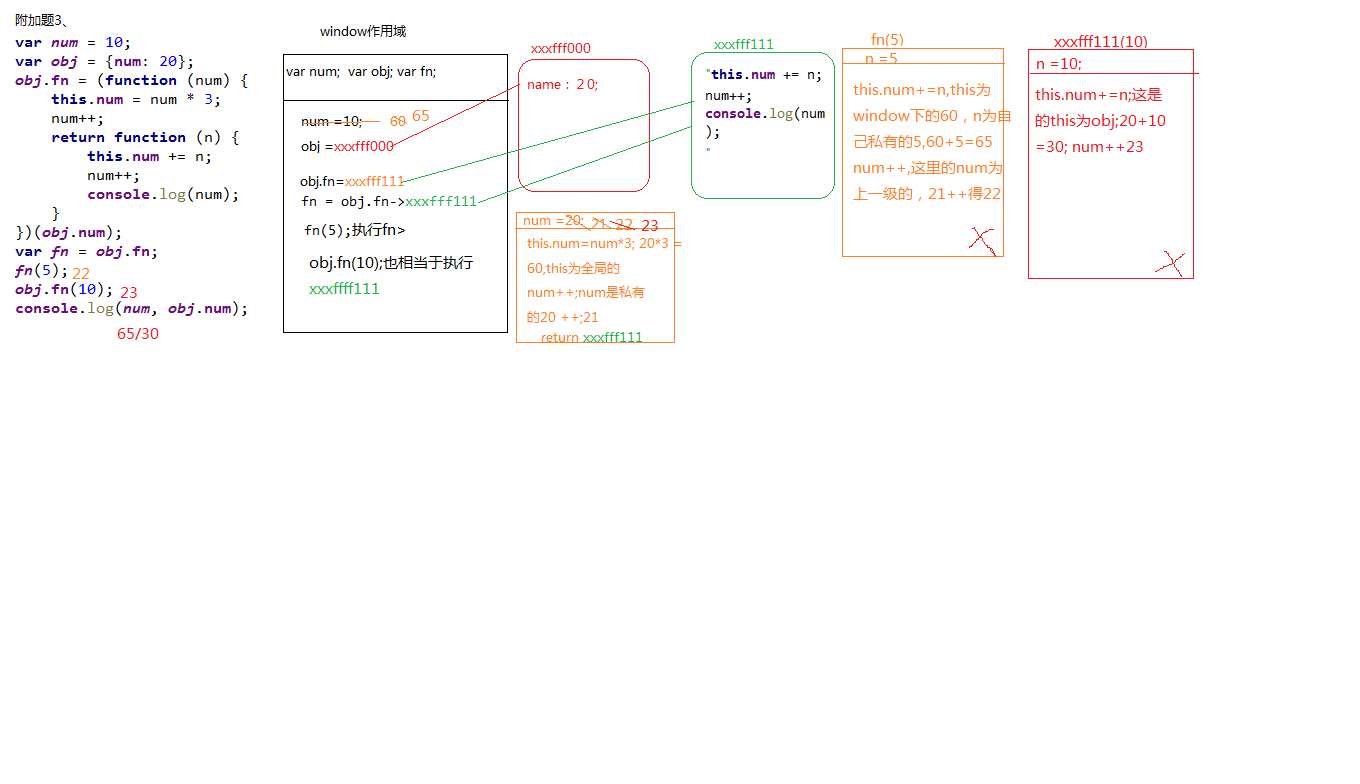 附加题3、
var num = 10;
var obj = {num: 20};
obj.fn = (function (num) {
this.num = num * 3;
num++;
return function (n) {
this.num += n;
num++;
console.log(num);
}
})(obj.num);
var fn = obj.fn;
fn(5); 22
obj.fn(10); 23
console.log(num, obj.num);
65/30
window作用域
var num; var obj; var fn;
num =10; 60 65
obj =xxxfff000
obj.fn=xxxfff111
fn = obj.fn->xxxfff111
fn(5);执行fn>
obj.fn(10);也相当于执行
xxxffff111
xxxfff000
name : 2 0;
num =20; 21 22 23
this.num=num*3; 20*3 =
60,this为全局的
num++;num是私有
的20 ++;21
return xxxfff111
xxxfff111
"this.num += n;
num++;
console.log(num
);
"
fn(5)
n =5
this.num+=n,this为
window下的60，n为自
己私有的5,60+5=65
num++,这里的num为
上一级的，21++得22
xxxfff111(10)
n =10;
this.num+=n;这是
的this为obj;20+10
=30; num++23